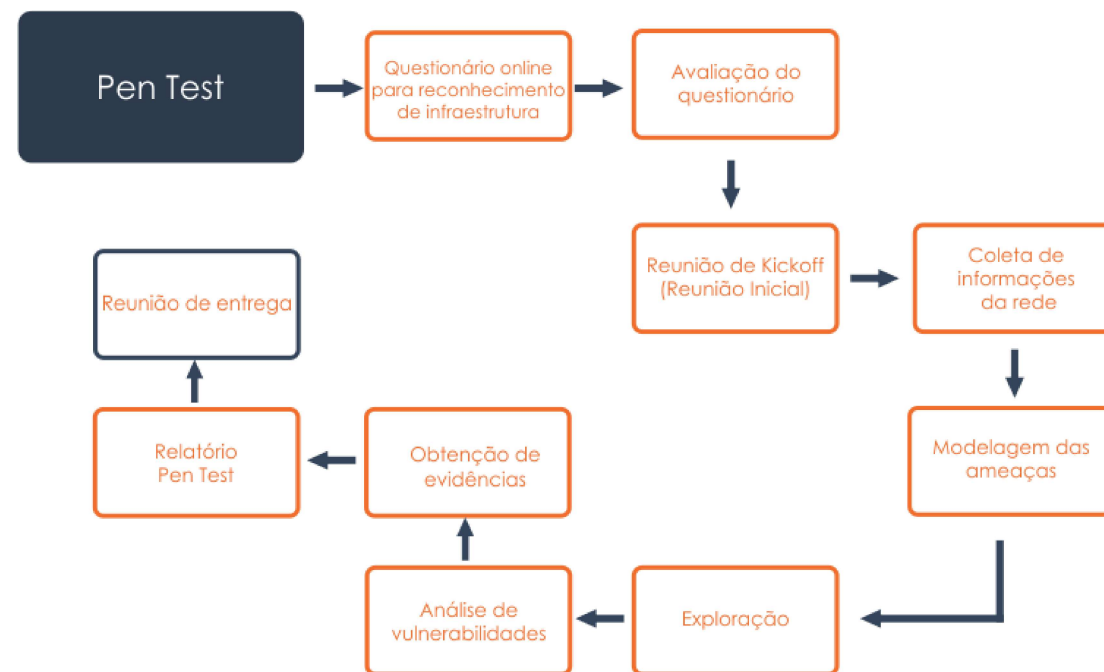 Pen Test
Questionário online
para reconhecimento
de infraestrutura
Avaliação do
questionário
Reunião de Kickoff
(Reunião Inicial)
Coleta de
informações
da rede
Modelagem das
ameaças
Exploração
Análise de
vulnerabilidades
Obtenção de
evidências
Relatório
Pen Test
Reunião de entrega